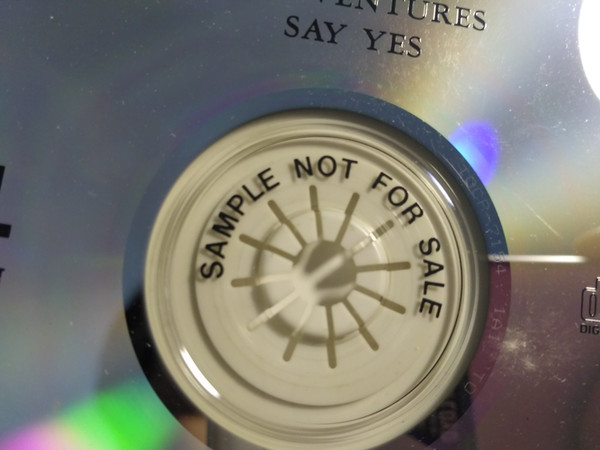 VENTURES
SAY YES
SAMPLE NOT FOR SALE